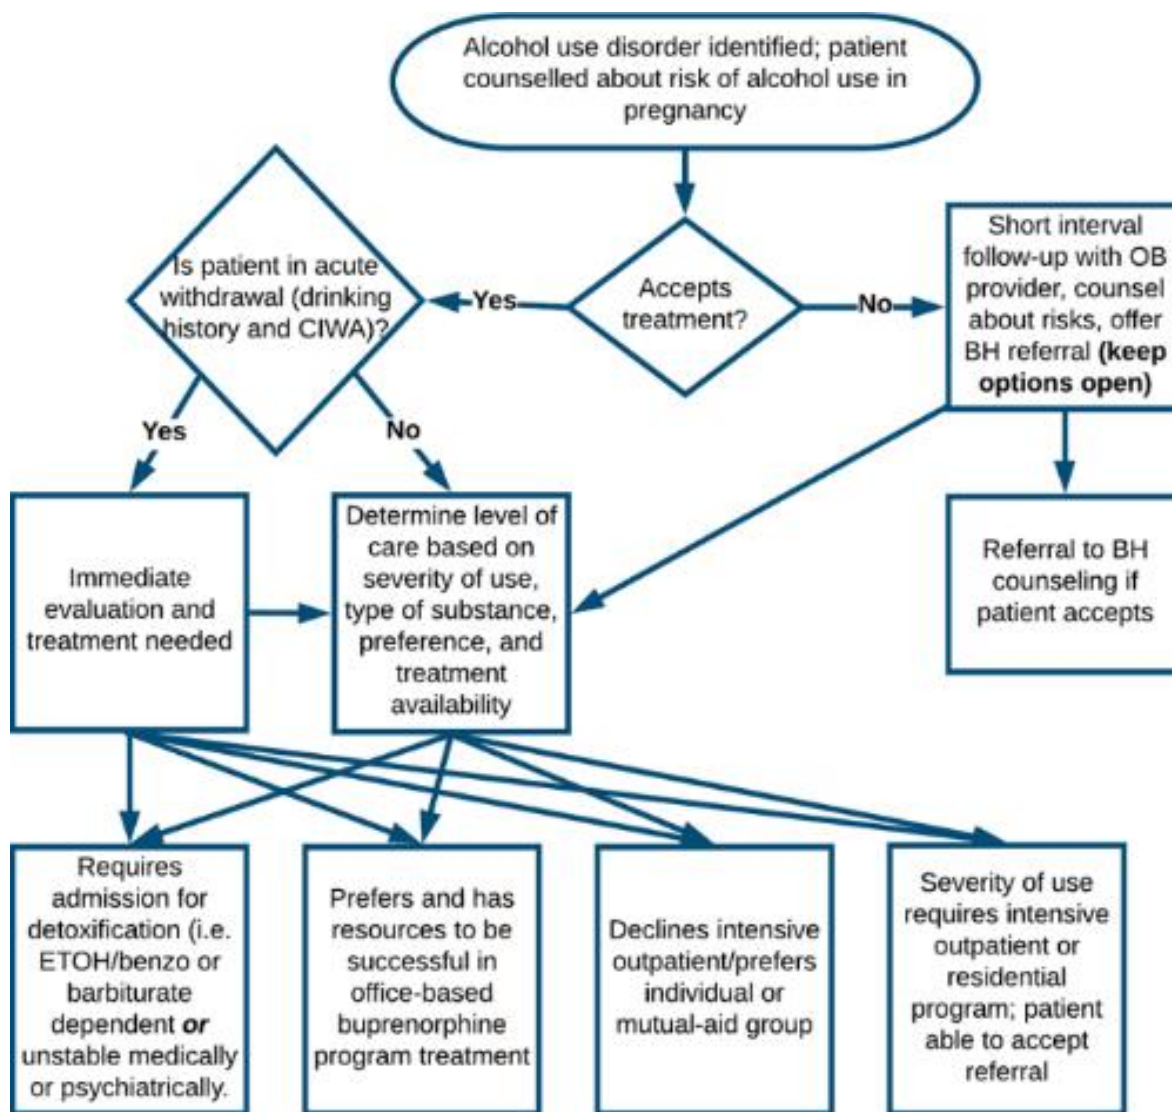 Alcohol use disorder identified; patient
counselled about risk of alcohol use in
pregnancy
Is patient in acute
withdrawal (drinking
history and CIWA)?
Yes
Accepts
treatment?
No
Short interval
follow-up with OB
provider, counsel
about risks, offer
BH referral (keep
options open)
Yes
No
Immediate
evaluation and
treatment needed
Determine level of
care based on
severity of use,
type of substance,
preference, and
treatment
availability
Referral to BH
counseling if
patient accepts
Requires
admission for
detoxification (i.e.
ETOH/benzo or
barbiturate
dependent or
unstable medically
or psychiatrically.
Prefers and has
resources to be
successful in
office-based
buprenorphine
program treatment
Declines intensive
outpatient/prefers
individual or
mutual-aid group
Severity of use
requires intensive
outpatient or
residential
program; patient
able to accept
referral